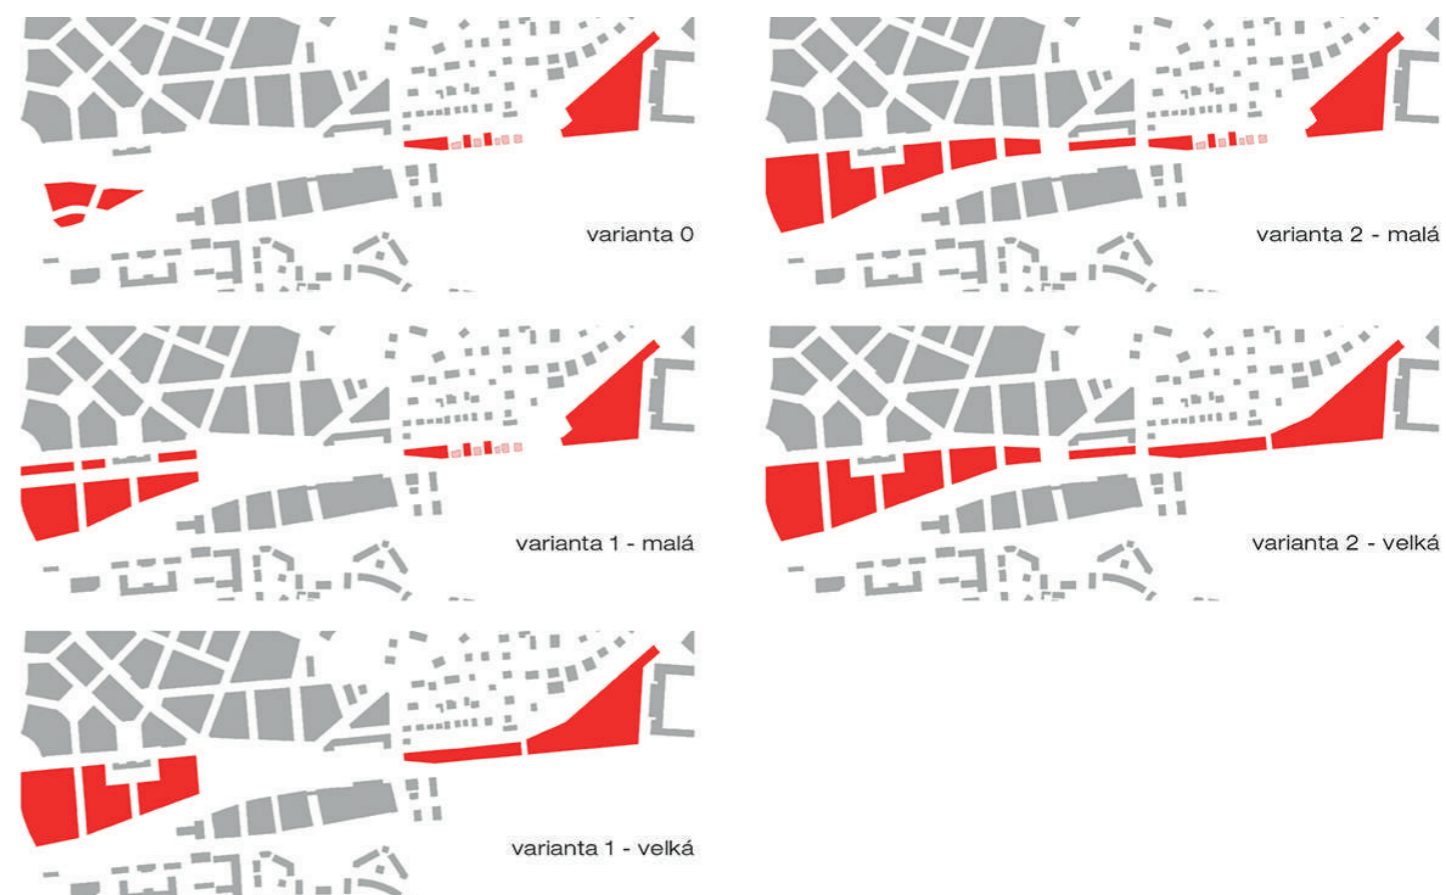 varianta 0
varianta 2 - malá
varianta 1 - malá
varianta 2 - velká
varianta 1 - velká